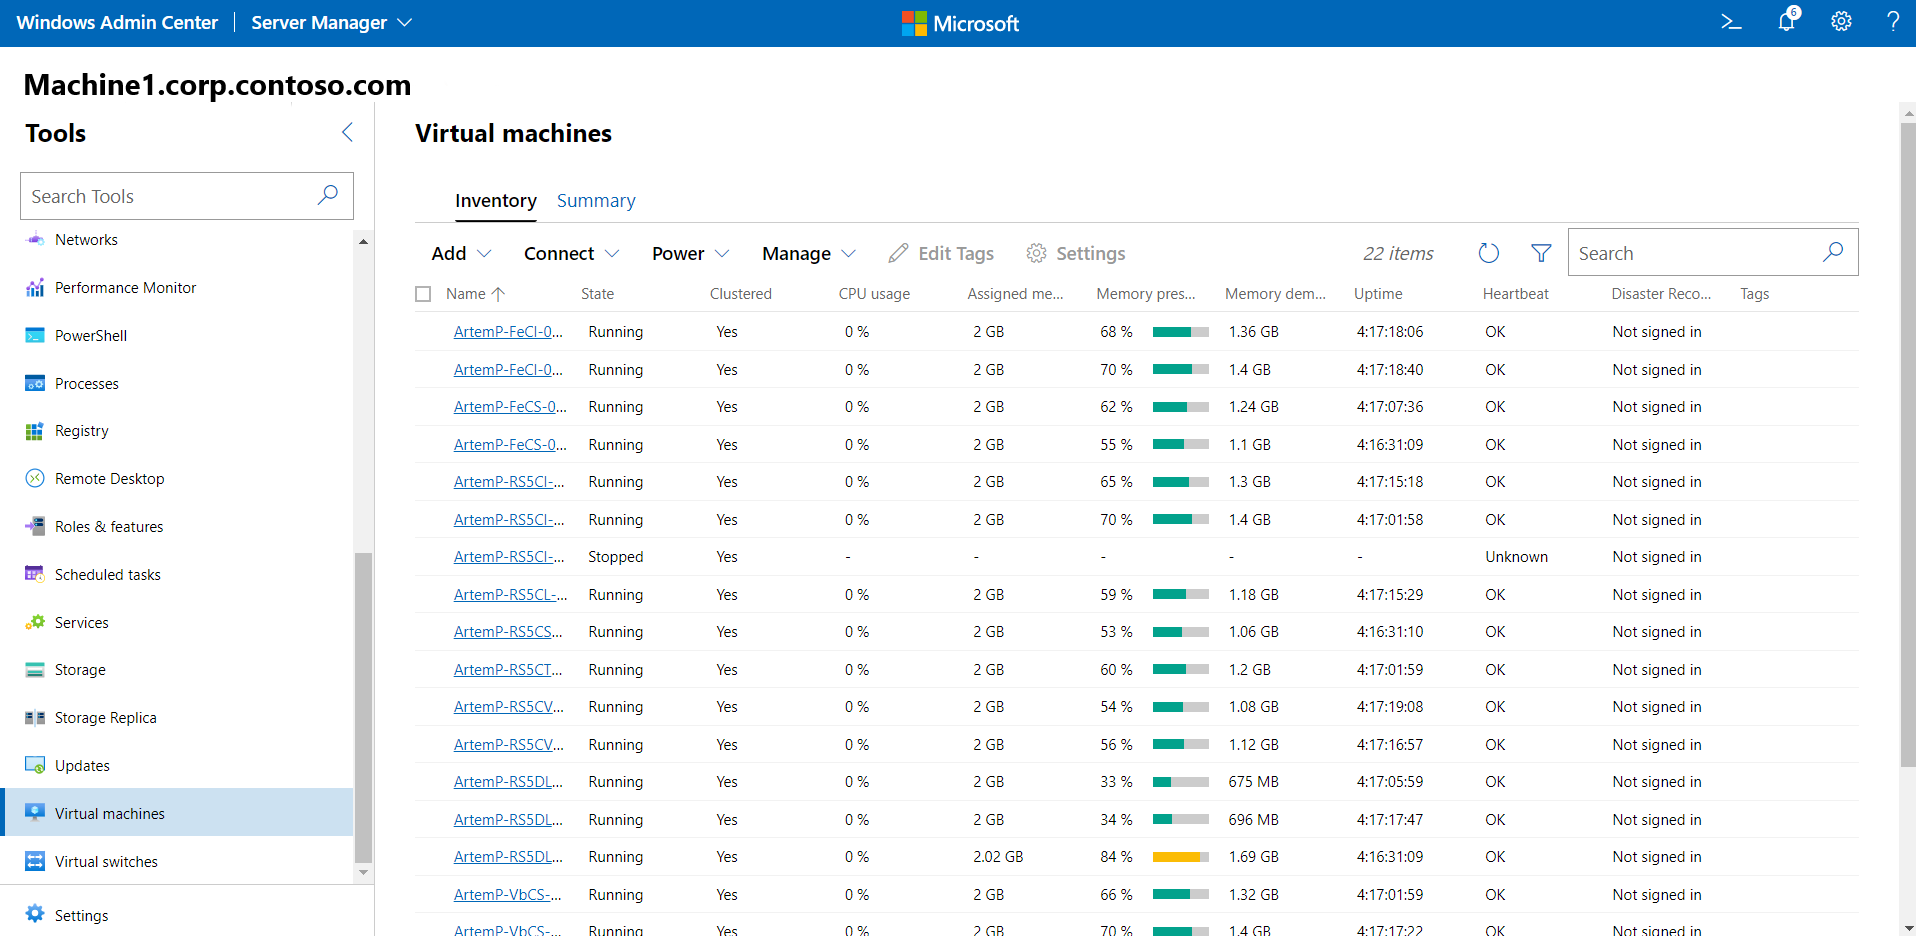 Windows Admin Center Server Manager Microsoft 6
Machine1.corp.contoso.com
Tools
Search Tools
Networks
Performance Monitor
PowerShell
Processes
Registry
Remote Desktop
Roles & features
Scheduled tasks
Services
Storage
Storage Replica
Updates
Virtual machines
Virtual switches
Settings
Virtual machines
Inventory Summary
Add Connect Power Manage Edit Tags Settings 22 items Search
Name State Clustered CPU usage Assigned me... Memory pres... Memory dem... Uptime Heartbeat Disaster Reco... Tags
ArtemP-FeCI-0... Running Yes 0 % 2 GB 68 % 1.36 GB 4:17:18:06 OK Not signed in
ArtemP-FeCI-0... Running Yes 0 % 2 GB 70 % 1.4 GB 4:17:18:40 OK Not signed in
ArtemP-FeCS-0... Running Yes 0 % 2 GB 62 % 1.24 GB 4:17:07:36 OK Not signed in
ArtemP-FeCS-0... Running Yes 0 % 2 GB 55 % 1.1 GB 4:16:31:09 OK Not signed in
ArtemP-RS5CI-... Running Yes 0 % 2 GB 65 % 1.3 GB 4:17:15:18 OK Not signed in
ArtemP-RS5CI-... Running Yes 0 % 2 GB 70 % 1.4 GB 4:17:01:58 OK Not signed in
ArtemP-RS5CI-... Stopped Yes - - - - - Unknown Not signed in
ArtemP-RS5CL-... Running Yes 0 % 2 GB 59 % 1.18 GB 4:17:15:29 OK Not signed in
ArtemP-RS5CS... Running Yes 0 % 2 GB 53 % 1.06 GB 4:16:31:10 OK Not signed in
ArtemP-RS5CT... Running Yes 0 % 2 GB 60 % 1.2 GB 4:17:01:59 OK Not signed in
ArtemP-RS5CV... Running Yes 0 % 2 GB 54 % 1.08 GB 4:17:19:08 OK Not signed in
ArtemP-RS5CV... Running Yes 0 % 2 GB 56 % 1.12 GB 4:17:16:57 OK Not signed in
ArtemP-RS5DL... Running Yes 0 % 2 GB 33 % 675 MB 4:17:05:59 OK Not signed in
ArtemP-RS5DL... Running Yes 0 % 2 GB 34 % 696 MB 4:17:17:47 OK Not signed in
ArtemP-RS5DL... Running Yes 0 % 2.02 GB 84 % 1.69 GB 4:16:31:09 OK Not signed in
ArtemP-VbCS-... Running Yes 0 % 2 GB 66 % 1.32 GB 4:17:01:59 OK Not signed in
ArtemP-VbCS-... Running Yes 0 % 2 GB 70 % 1.4 GB 4:17:17:22 OK Not signed in